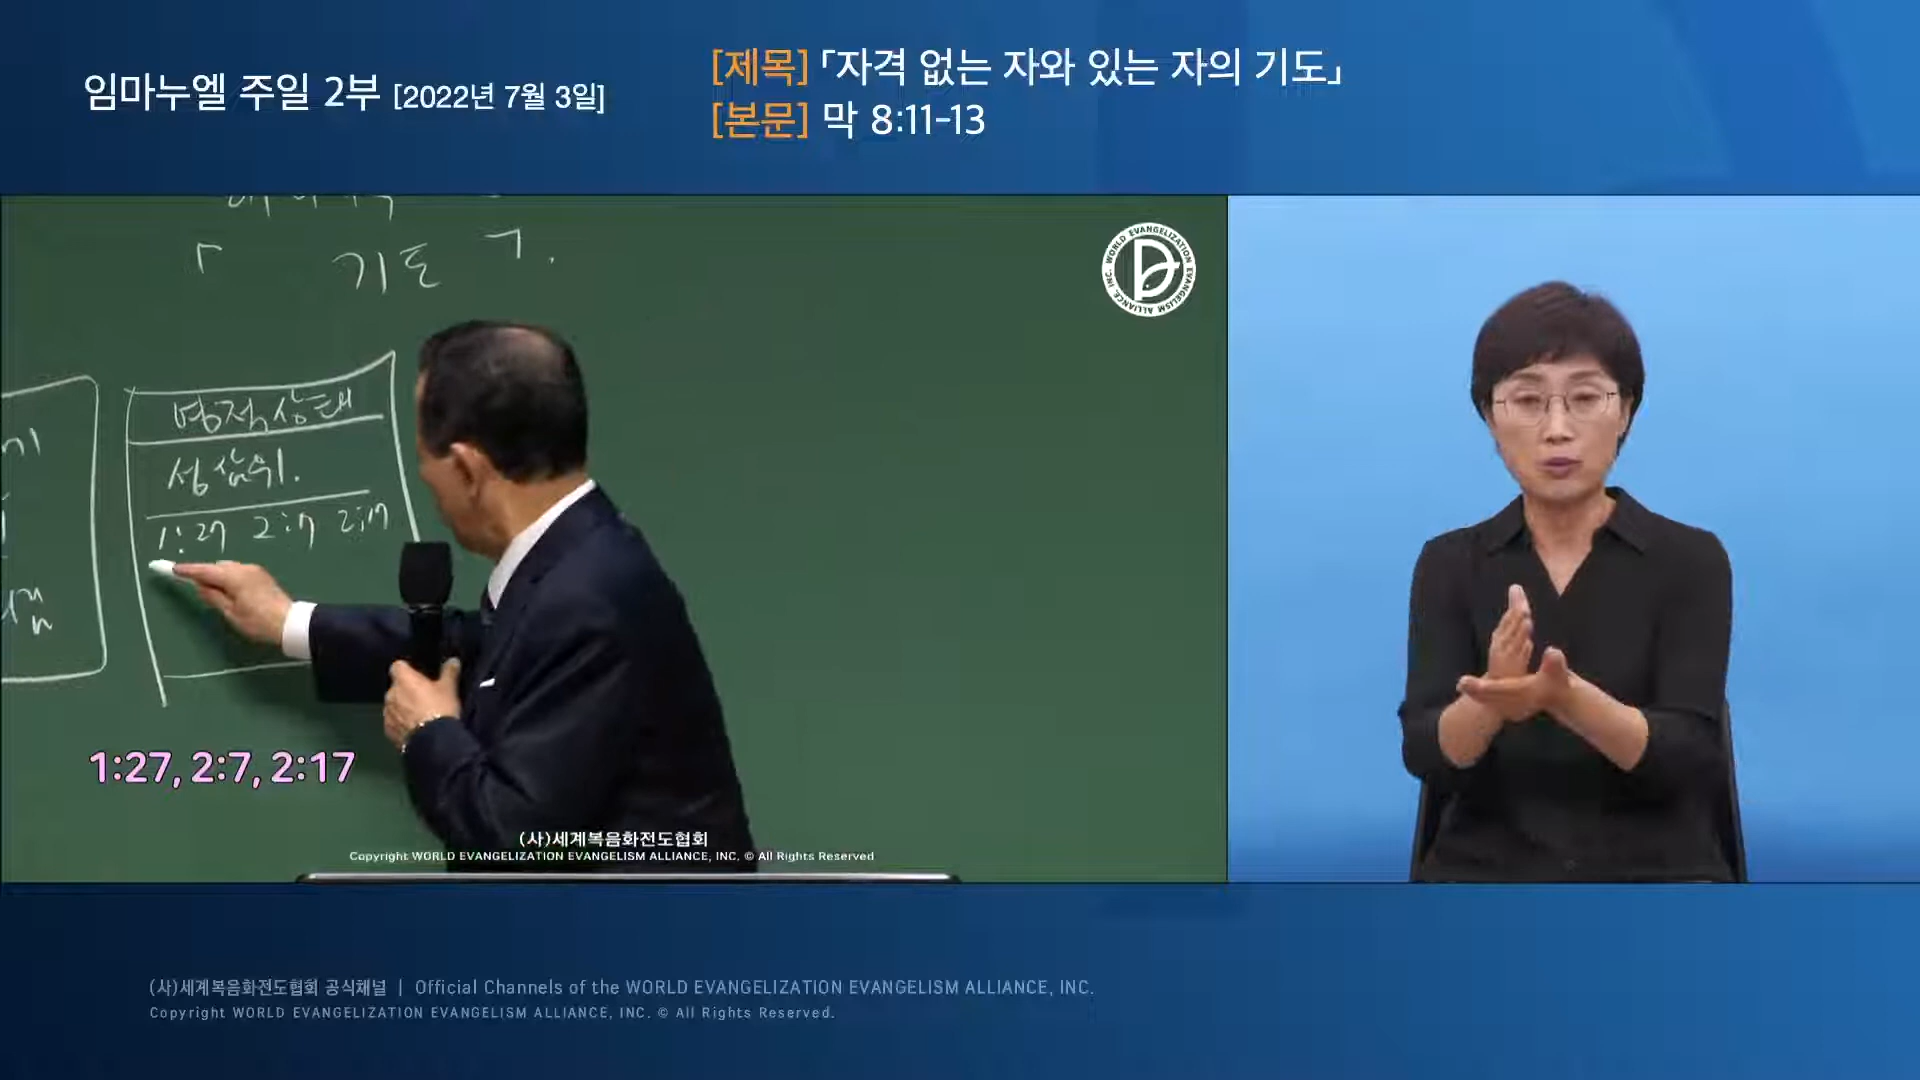 임마누엘 주일 2부 [2022년 7월 3일]
[제목] 「자격 없는 자와 있는 자의 기도」
[본문] 막 8:11-13
「 기도 」.
WORLD EVANGELIZATION EVANGELISM ALLIANCE, INC.
영적상태
성삼위.
1:27 2:7 2:17
1:27, 2:7, 2:17
(사)세계복음화전도협회
Copyright WORLD EVANGELIZATION EVANGELISM ALLIANCE, INC. © All Rights Reserved
(사)세계복음화전도협회 공식채널 | Official Channels of the WORLD EVANGELIZATION EVANGELISM ALLIANCE, INC.
Copyright WORLD EVANGELIZATION EVANGELISM ALLIANCE, INC. © All Rights Reserved.